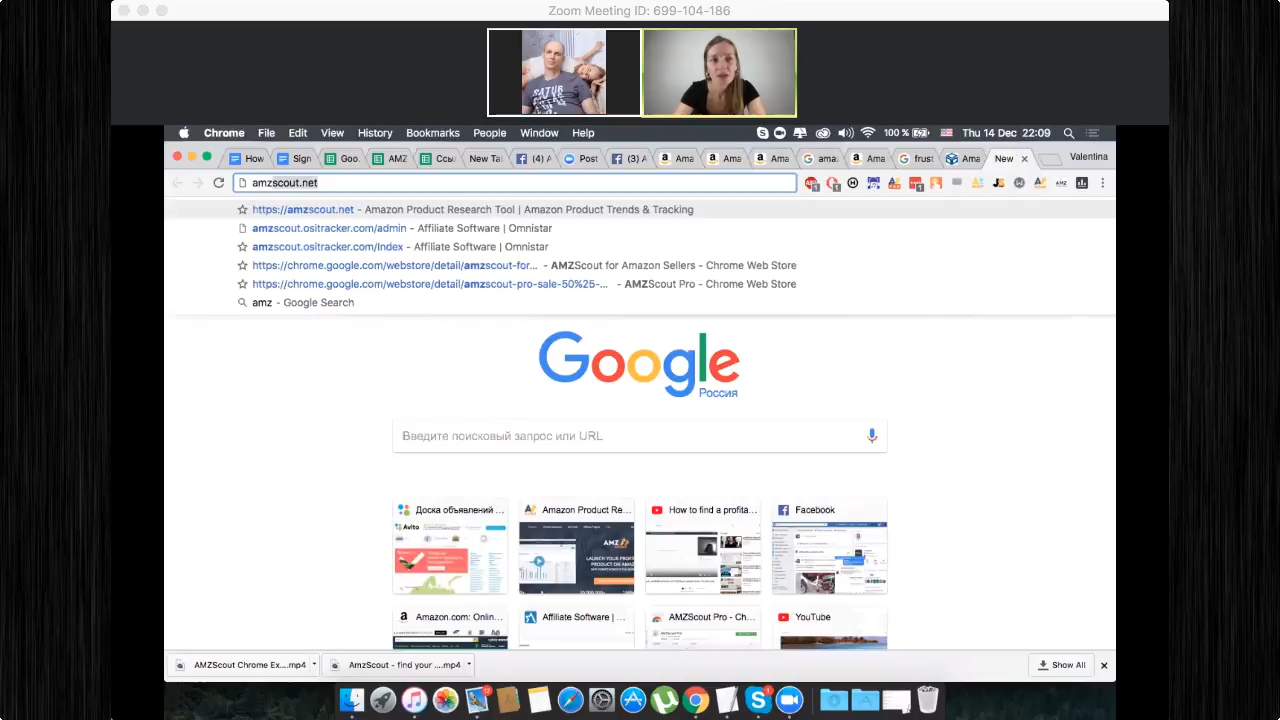 Zoom Meeting ID: 699-104-186
SATUR
Chrome File Edit View History Bookmarks People Window Help 100 % Thu 14 Dec 22:09
How Sign Goo. AMZ Ссы. New Ta (4) Post (3) Ama Ama Ama ama. Ama frust Ama New Valentina
amzscout.net
https://amzscout.net - Amazon Product Research Tool | Amazon Product Trends & Tracking
amzscout.ositracker.com/admin - Affiliate Software | Omnistar
amzscout.ositracker.com/Index - Affiliate Software | Omnistar
https://chrome.google.com/webstore/detail/amzscout-for... - AMZScout for Amazon Sellers - Chrome Web Store
https://chrome.google.com/webstore/detail/amzscout-pro-sale-50%25-... - AMZScout Pro - Chrome Web Store
amz - Google Search
Google
Россия
Введите поисковый запрос или URL
Доска объявлений ... Amazon Product Re... How to find a profita... Facebook
Avito
AMZ
Amazon.com: Onlin... Affiliate Software | ... AMZScout Pro - Ch... YouTube
AMZScout Chrome Ex....mp4 AmzScout - find your ....mp4 Show All